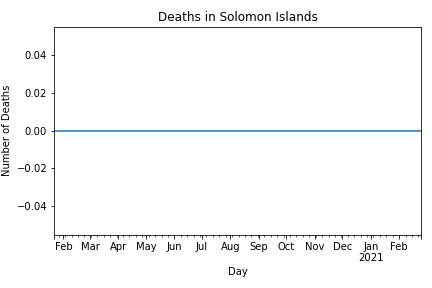 Deaths in Solomon Islands
0.04
0.02
0.00
−0.02
−0.04
Number of Deaths
Feb Mar Apr May Jun Jul Aug Sep Oct Nov Dec Jan Feb
2021
Day